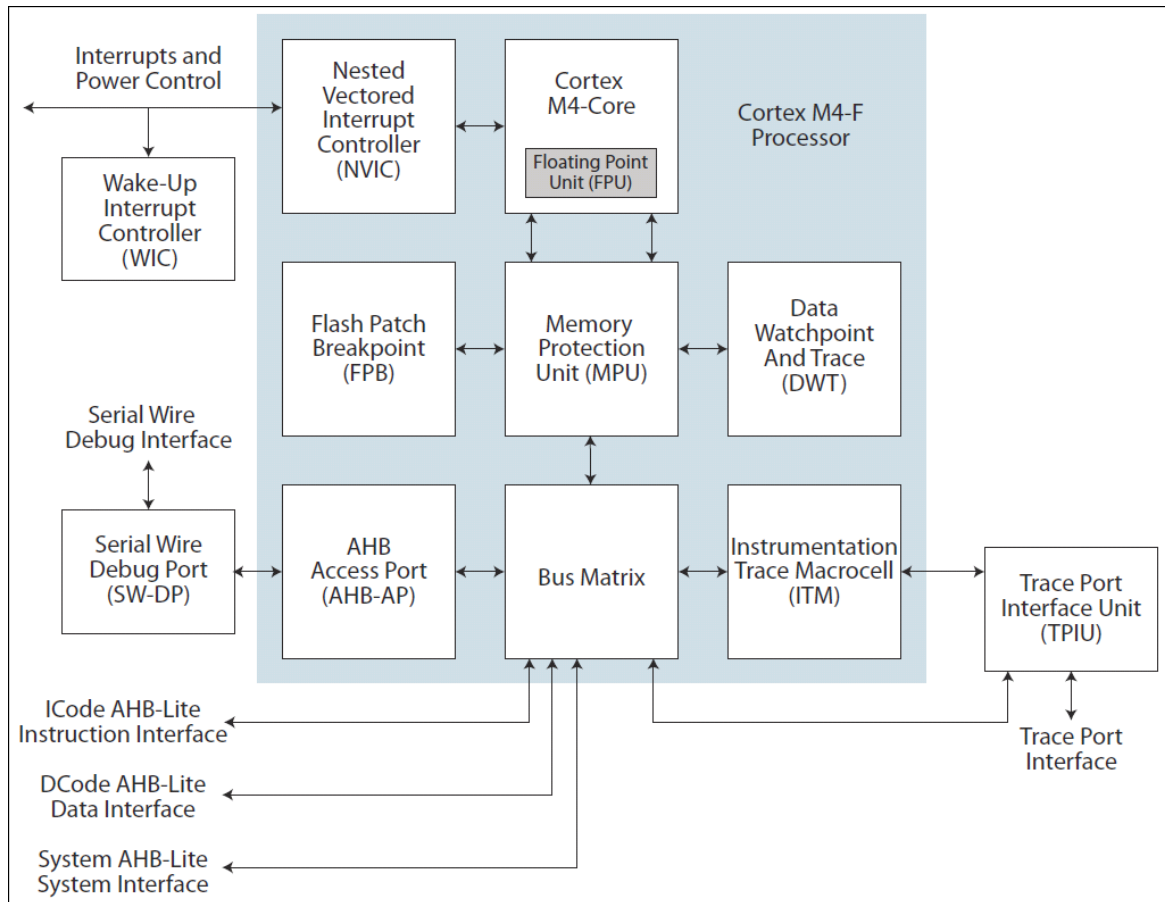 Interrupts and
Power Control
Nested
Vectored
Interrupt
Controller
(NVIC)
Cortex
M4-Core
Floating Point
Unit (FPU)
Cortex M4-F
Processor
Wake-Up
Interrupt
Controller
(WIC)
Flash Patch
Breakpoint
(FPB)
Memory
Protection
Unit (MPU)
Data
Watchpoint
And Trace
(DWT)
Serial Wire
Debug Interface
Serial Wire
Debug Port
(SW-DP)
AHB
Access Port
(AHB-AP)
Bus Matrix
Instrumentation
Trace Macrocell
(ITM)
Trace Port
Interface Unit
(TPIU)
ICode AHB-Lite
Instruction Interface
Trace Port
Interface
DCode AHB-Lite
Data Interface
System AHB-Lite
System Interface